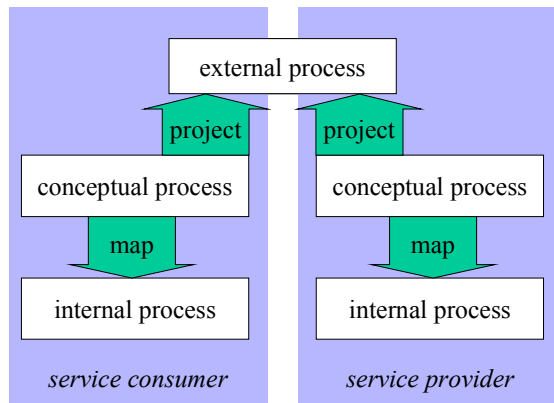 external process
project
project
conceptual process
conceptual process
map
map
internal process
internal process
service consumer
service provider